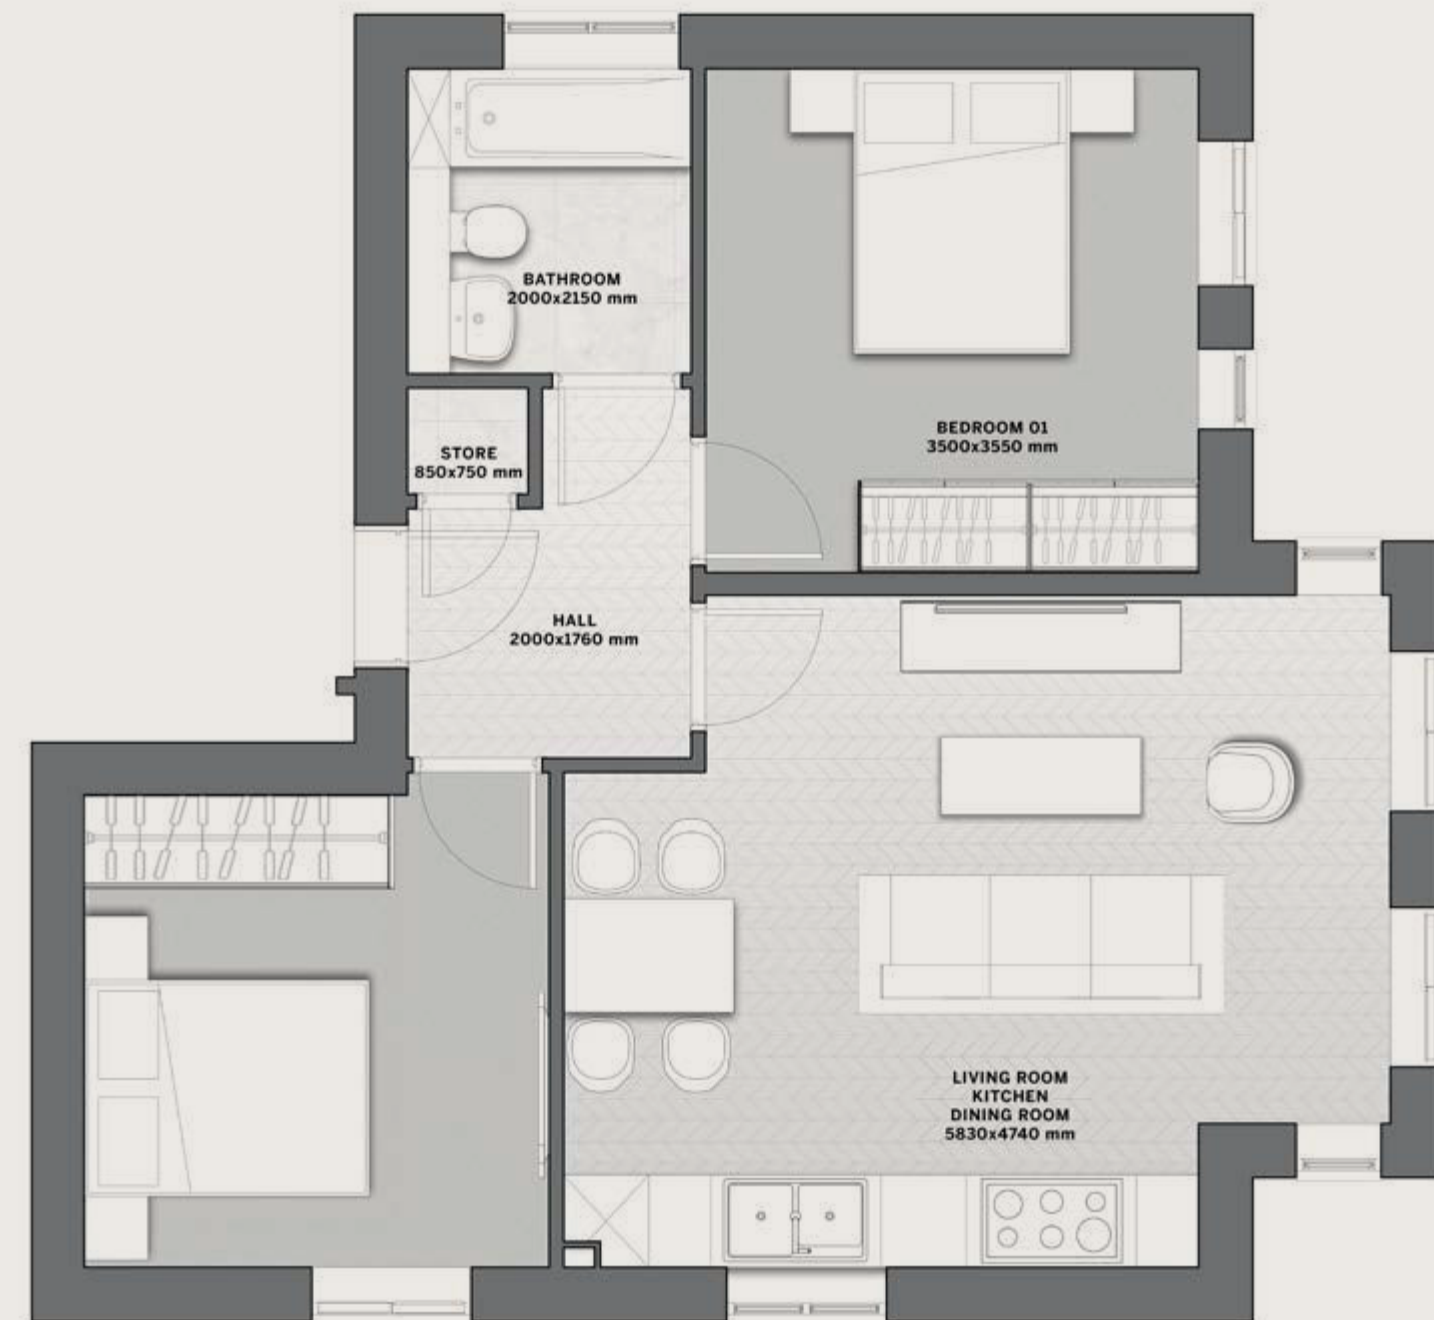 BATHROOM
2000x2150 mm
BEDROOM 01
3500x3550 mm
STORE
850x750 mm
HALL
2000x1760 mm
LIVING ROOM
KITCHEN
DINING ROOM
5830x4740 mm